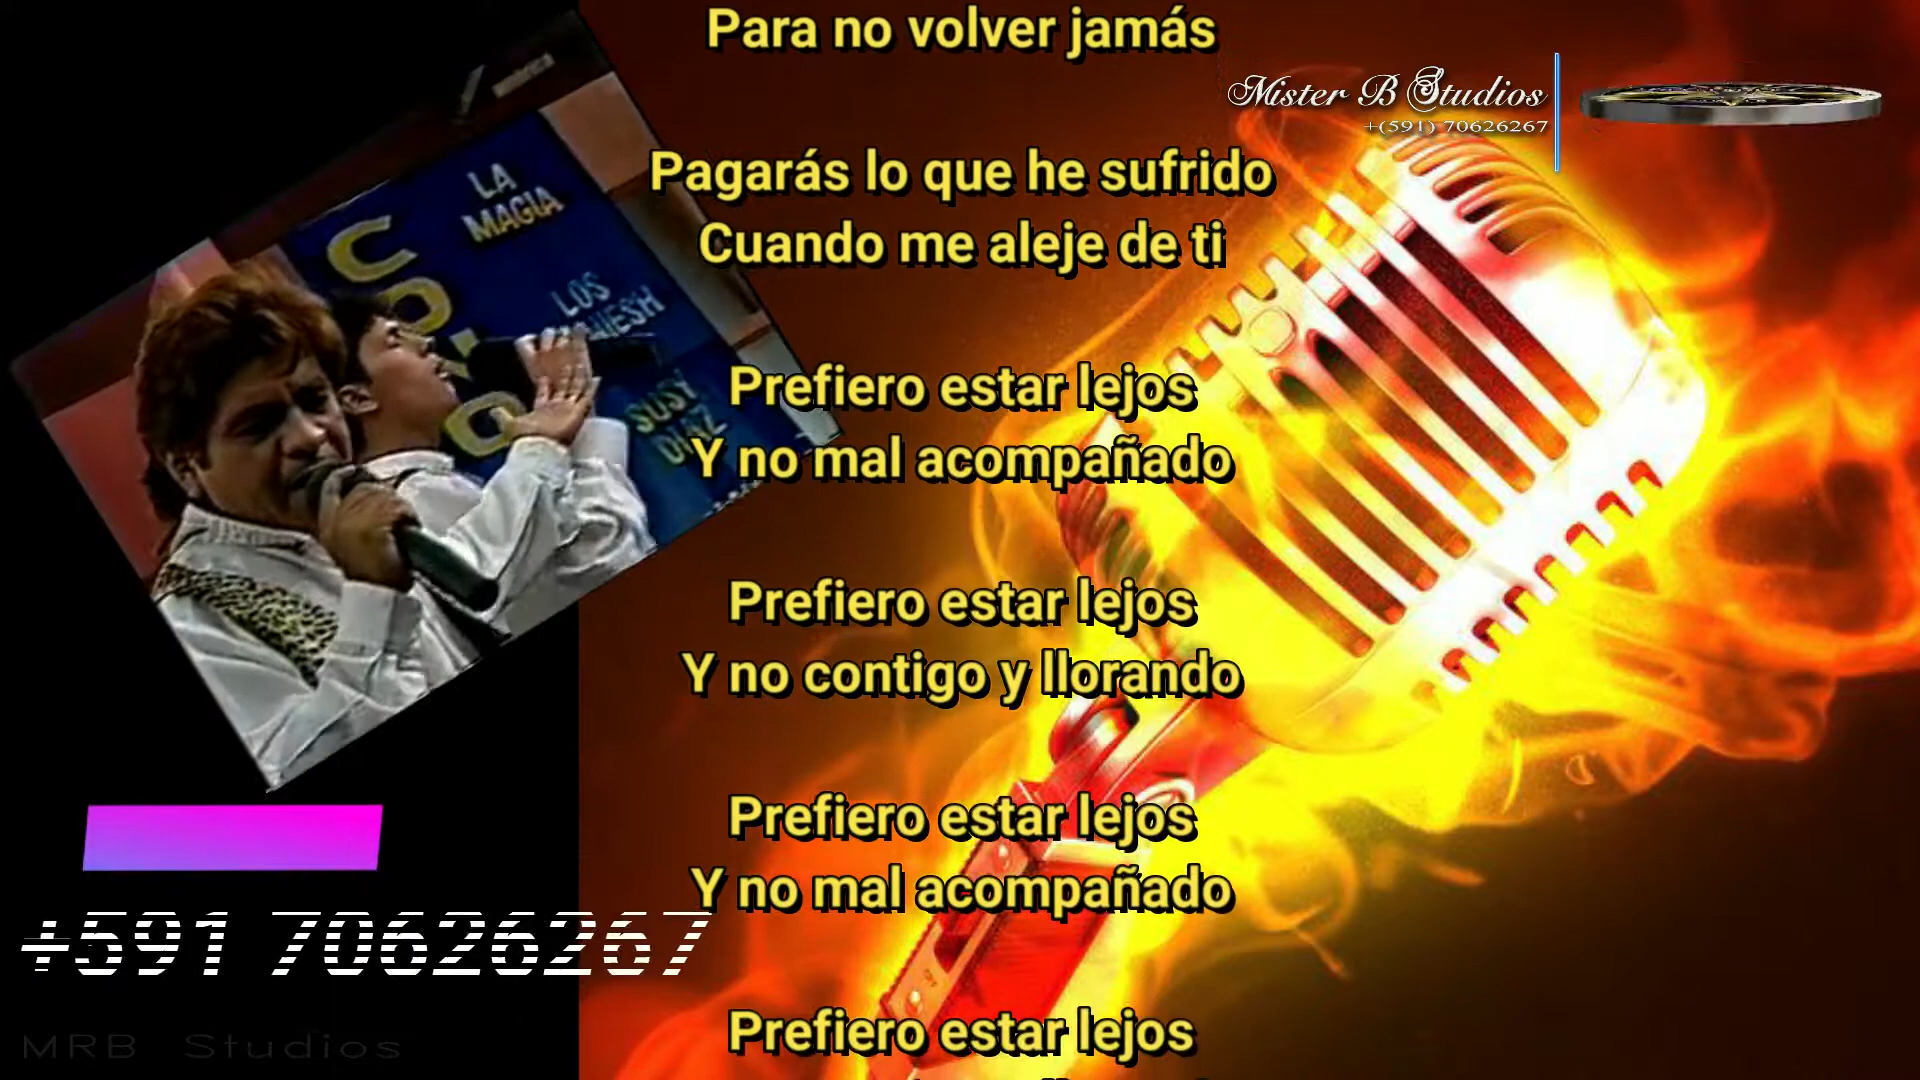 Para no volver jamás
Mister B Studios
+(591) 70626267
Pagarás lo que he sufrido
Cuando me aleje de ti
LA
MAGIA
LOS
SUSY
DIAZ
Prefiero estar lejos
Y no mal acompañado
Prefiero estar lejos
Y no contigo y llorando
Prefiero estar lejos
Y no mal acompañado
+591 70626267
Prefiero estar lejos
MRB Studios